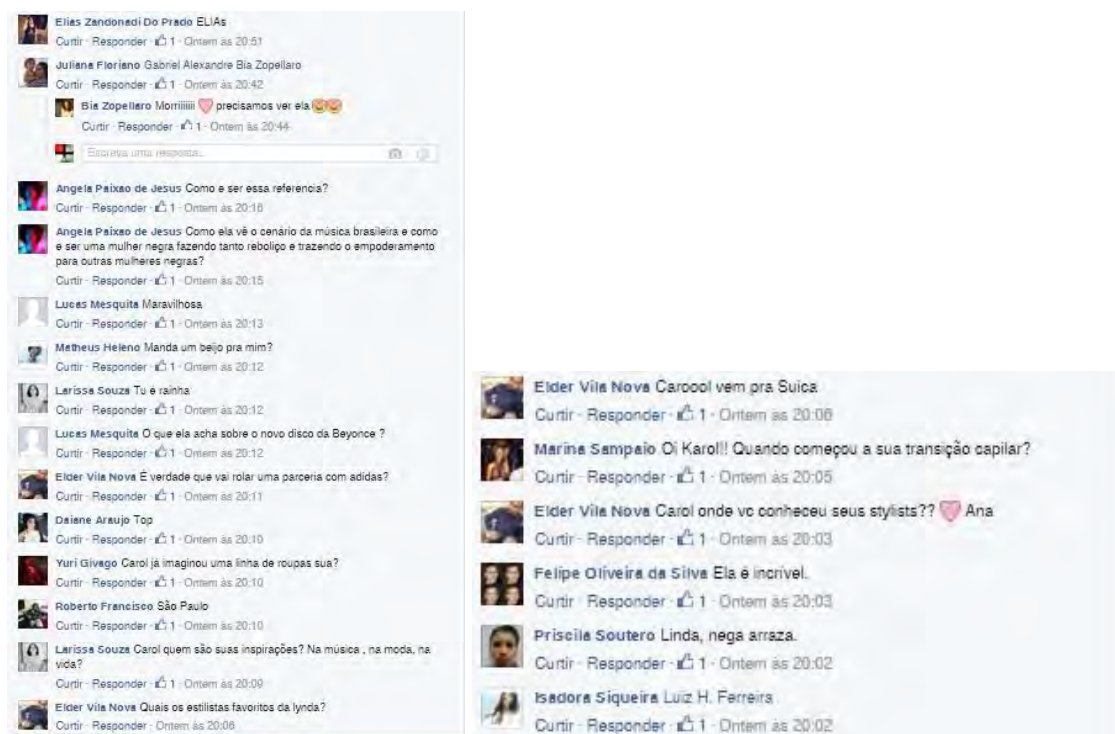 Elias Zandonadi Do Prado ELIAs
Curtir · Responder · 1 · Ontem às 20:51
Juliana Floriano Gabriel Alexandre Bia Zopellaro
Curtir · Responder · 1 · Ontem às 20:42
Bia Zopellaro Morriiiiiii precisamos ver ela
Curtir · Responder · 1 · Ontem às 20:44
Escreva uma resposta...
Angela Paixao de Jesus Como e ser essa referencia?
Curtir · Responder · 1 · Ontem às 20:16
Angela Paixao de Jesus Como ela vê o cenário da música brasileira e como
e ser uma mulher negra fazendo tanto reboliço e trazendo o empoderamento
para outras mulheres negras?
Curtir · Responder · 1 · Ontem às 20:15
Lucas Mesquita Maravilhosa
Curtir · Responder · 1 · Ontem às 20:13
Matheus Heleno Manda um beijo pra mim?
Curtir · Responder · 1 · Ontem às 20:12
Larissa Souza Tu é rainha
Curtir · Responder · 1 · Ontem às 20:12
Lucas Mesquita O que ela acha sobre o novo disco da Beyonce ?
Curtir · Responder · 1 · Ontem às 20:12
Elder Vila Nova É verdade que vai rolar uma parceria com adidas?
Curtir · Responder · 1 · Ontem às 20:11
Daiane Araujo Top
Curtir · Responder · 1 · Ontem às 20:10
Yuri Givago Carol já imaginou uma linha de roupas sua?
Curtir · Responder · 1 · Ontem às 20:10
Roberto Francisco São Paulo
Curtir · Responder · 1 · Ontem às 20:10
Larissa Souza Carol quem são suas inspirações? Na música , na moda, na
vida?
Curtir · Responder · 1 · Ontem às 20:09
Elder Vila Nova Quais os estilistas favoritos da lynda?
Curtir · Responder · Ontem às 20:06
Elder Vila Nova Caroool vem pra Suica
Curtir · Responder · 1 · Ontem às 20:06
Marina Sampaio Oi Karol!! Quando começou a sua transição capilar?
Curtir · Responder · 1 · Ontem às 20:05
Elder Vila Nova Carol onde vc conheceu seus stylists?? Ana
Curtir · Responder · 1 · Ontem às 20:03
Felipe Oliveira da Silva Ela é incrível.
Curtir · Responder · 1 · Ontem às 20:03
Priscila Soutero Linda, nega arraza.
Curtir · Responder · 1 · Ontem às 20:02
Isadora Siqueira Luiz H. Ferreira
Curtir · Responder · 1 · Ontem às 20:02